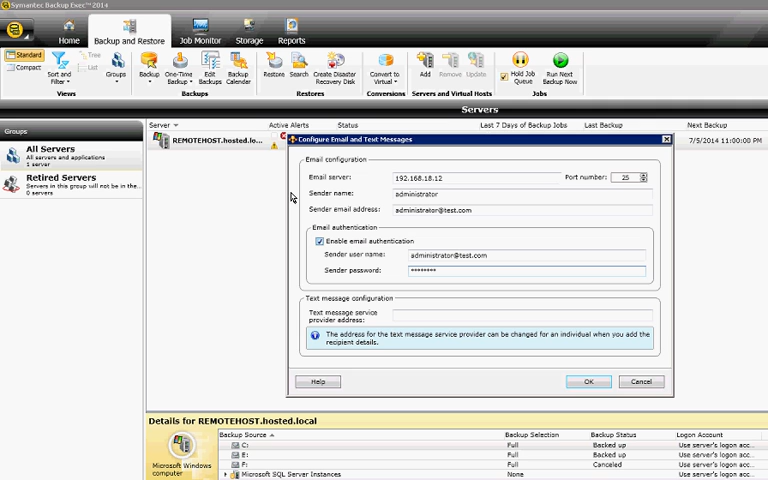 Symantec Backup Exec™ 2014
Home
Backup and Restore
Job Monitor
Storage
Reports
Standard
Compact
Sort and Filter
Tree
List
Groups
Views
Backup
One-Time Backup
Edit Backups
Backup Calendar
Backups
Restore
Search
Create Disaster Recovery Disk
Restores
Convert to Virtual
Conversions
Add
Remove
Update
Servers and Virtual Hosts
Hold Job Queue
Run Next Backup Now
Jobs
Servers
Groups
All Servers
All servers and applications
1 server
Retired Servers
Servers in this group will not be in the...
0 servers
Server
Active Alerts
Status
Last 7 Days of Backup Jobs
Last Backup
Next Backup
REMOTEHOST.hosted.lo...
7/5/2014 11:00:00 PM
Configure Email and Text Messages
Email configuration
Email server:
192.168.18.12
Port number:
25
Sender name:
administrator
Sender email address:
administrator@test.com
Email authentication
Enable email authentication
Sender user name:
administrator@test.com
Sender password:
********
Text message configuration
Text message service
provider address:
The address for the text message service provider can be changed for an individual when you add the
recipient details.
Help
OK
Cancel
Details for REMOTEHOST.hosted.local
Microsoft Windows
computer
Backup Source
Backup Selection
Backup Status
Logon Account
C:
Full
Backed up
Use server's logon acc...
E:
Full
Backed up
Use server's logon acc...
F:
Full
Canceled
Use server's logon acc...
Microsoft SQL Server Instances
None
Use server's logon acc...